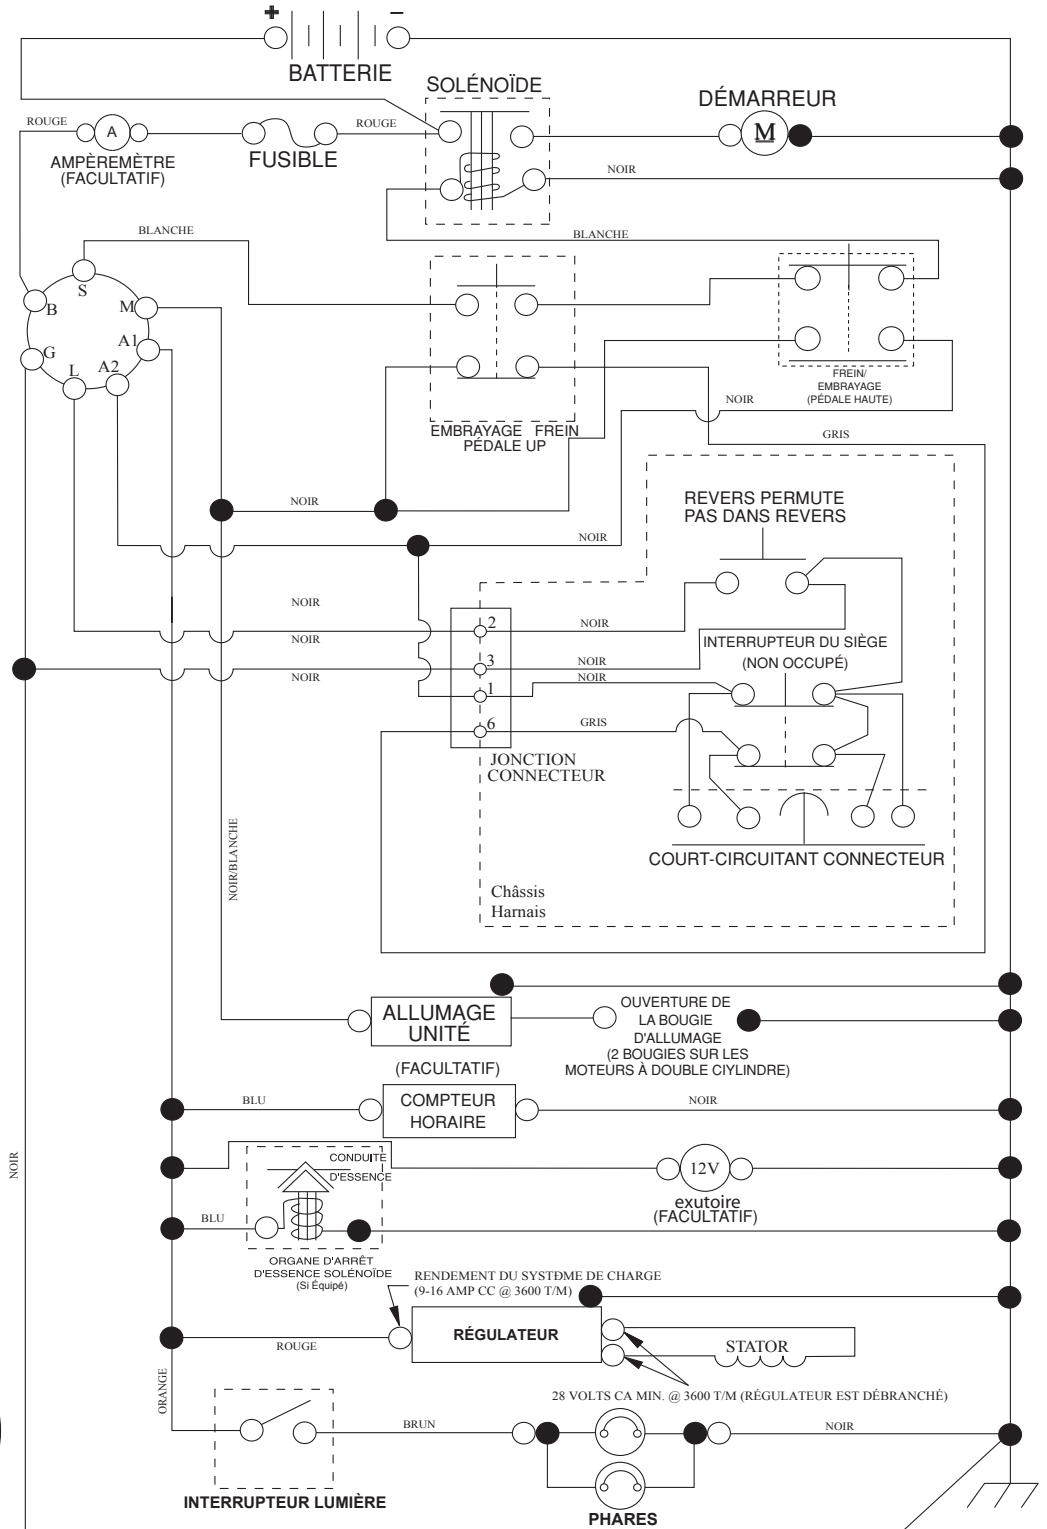 + −
BATTERIE
SOLÉNOÏDE
DÉMARREUR
ROUGE
A
AMPÈREMÈTRE
(FACULTATIF)
FUSIBLE
ROUGE
M
NOIR
BLANCHE
BLANCHE
S
B
M
G
A1
L
A2
EMBRAYAGE FREIN
PÉDALE UP
FREIN/
EMBRAYAGE
(PÉDALE HAUTE)
NOIR
GRIS
NOIR
NOIR
REVERS PERMUTE
PAS DANS REVERS
NOIR
NOIR
NOIR
2
3
1
6
NOIR
NOIR
NOIR
GRIS
INTERRUPTEUR DU SIÈGE
(NON OCCUPÉ)
JONCTION
CONNECTEUR
COURT-CIRCUITANT CONNECTEUR
Châssis
Harnais
NOIR/BLANCHE
NOIR
ALLUMAGE
UNITÉ
OUVERTURE DE
LA BOUGIE
D'ALLUMAGE
(2 BOUGIES SUR LES
MOTEURS À DOUBLE CIYLINDRE)
(FACULTATIF)
COMPTEUR
HORAIRE
BLU
NOIR
CONDUITE
D'ESSENCE
12V
exutoire
(FACULTATIF)
BLU
ORGANE D'ARRÊT
D'ESSENCE SOLÉNOÏDE
(Si Équipé)
RENDEMENT DU SYSTÐME DE CHARGE
(9-16 AMP CC @ 3600 T/M)
RÉGULATEUR
STATOR
ROUGE
28 VOLTS CA MIN. @ 3600 T/M (RÉGULATEUR EST DÉBRANCHÉ)
ORANGE
BRUN
NOIR
INTERRUPTEUR LUMIÈRE
PHARES